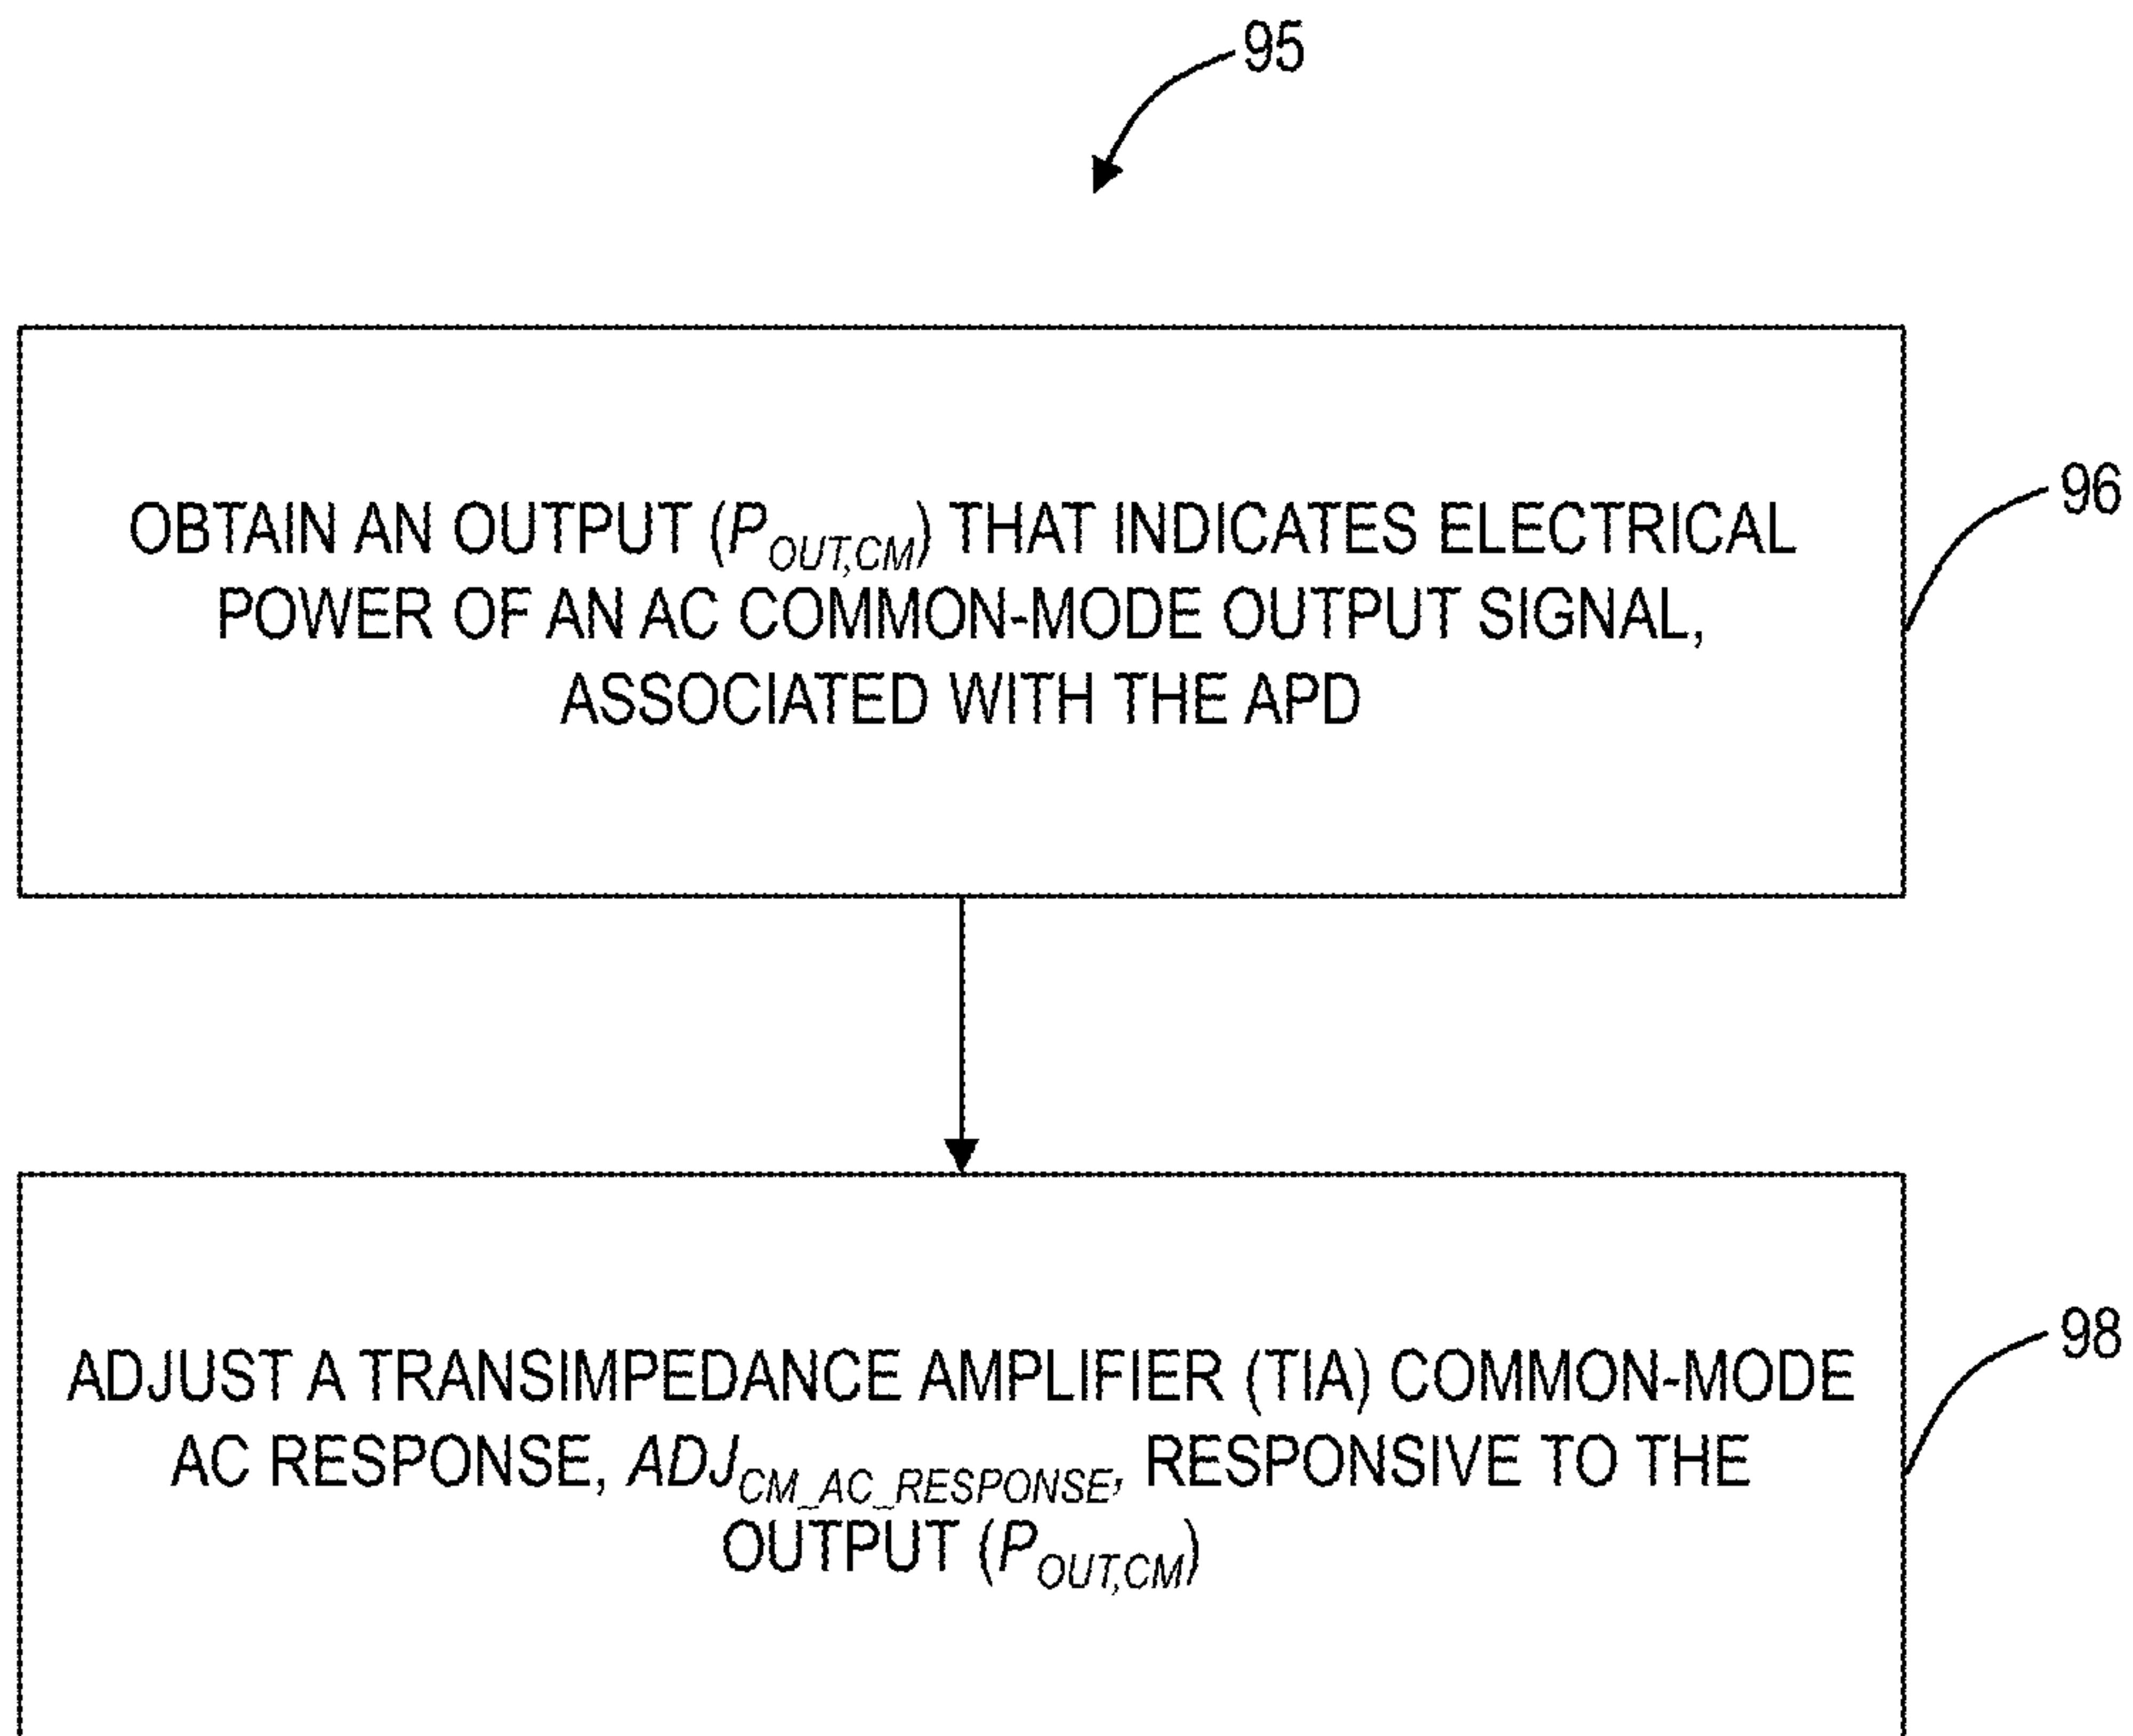 95
OBTAIN AN OUTPUT (P_OUT,CM) THAT INDICATES ELECTRICAL
POWER OF AN AC COMMON-MODE OUTPUT SIGNAL,
ASSOCIATED WITH THE APD
96
ADJUST A TRANSIMPEDANCE AMPLIFIER (TIA) COMMON-MODE
AC RESPONSE, ADJ_CM_AC_RESPONSE, RESPONSIVE TO THE
OUTPUT (P_OUT,CM)
98